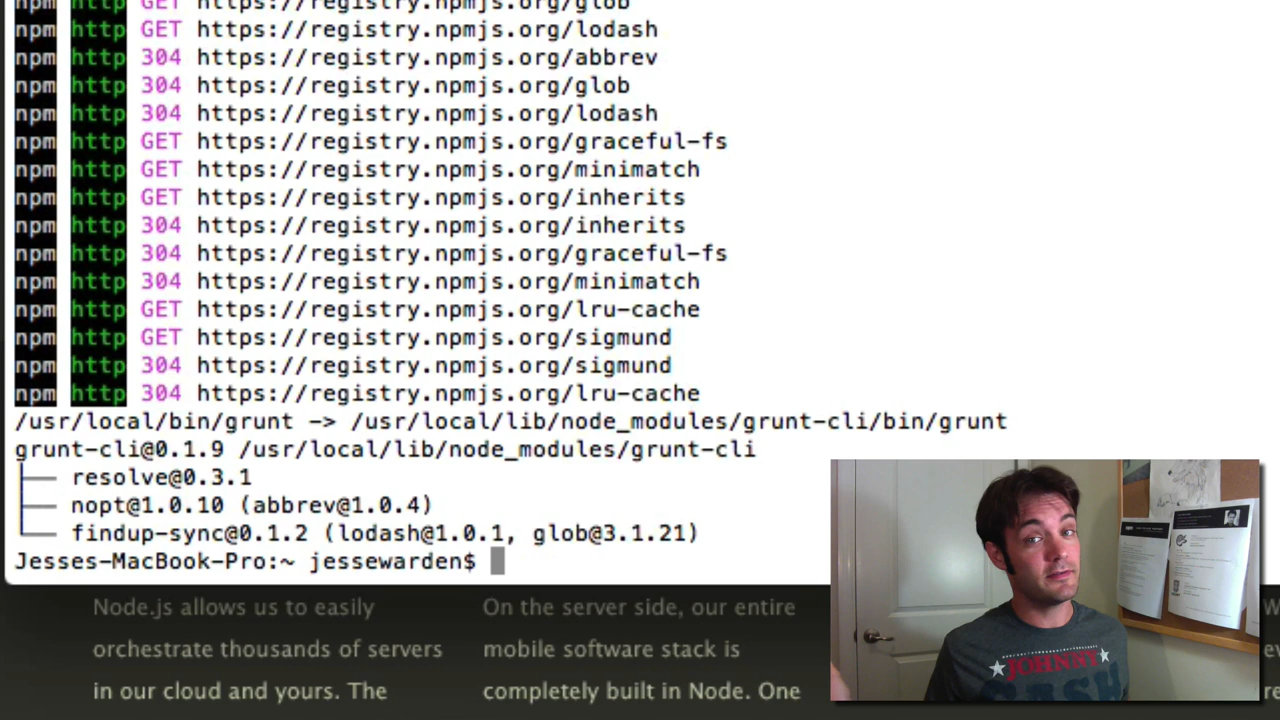 npm http GET https://registry.npmjs.org/glob
npm http GET https://registry.npmjs.org/lodash
npm http 304 https://registry.npmjs.org/abbrev
npm http 304 https://registry.npmjs.org/glob
npm http 304 https://registry.npmjs.org/lodash
npm http GET https://registry.npmjs.org/graceful-fs
npm http GET https://registry.npmjs.org/minimatch
npm http GET https://registry.npmjs.org/inherits
npm http 304 https://registry.npmjs.org/inherits
npm http 304 https://registry.npmjs.org/graceful-fs
npm http 304 https://registry.npmjs.org/minimatch
npm http GET https://registry.npmjs.org/lru-cache
npm http GET https://registry.npmjs.org/sigmund
npm http 304 https://registry.npmjs.org/sigmund
npm http 304 https://registry.npmjs.org/lru-cache
/usr/local/bin/grunt -> /usr/local/lib/node_modules/grunt-cli/bin/grunt
grunt-cli@0.1.9 /usr/local/lib/node_modules/grunt-cli
├── resolve@0.3.1
├── nopt@1.0.10 (abbrev@1.0.4)
└── findup-sync@0.1.2 (lodash@1.0.1, glob@3.1.21)
Jesses-MacBook-Pro:~ jessewarden$
Node.js allows us to easily
orchestrate thousands of servers
in our cloud and yours. The
On the server side, our entire
mobile software stack is
completely built in Node. One
JOHNNY
CASH